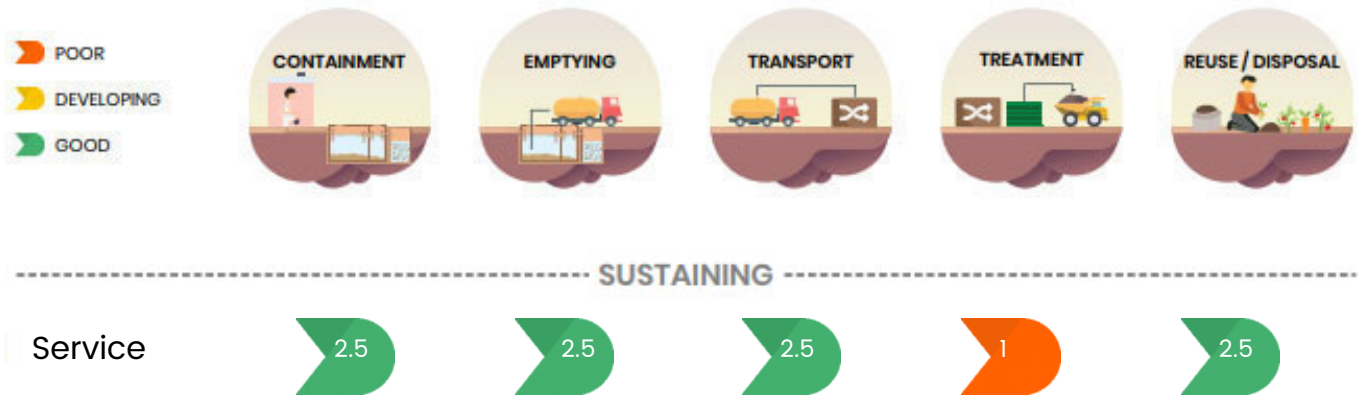 POOR
DEVELOPING
GOOD
CONTAINMENT
EMPTYING
TRANSPORT
TREATMENT
REUSE / DISPOSAL
SUSTAINING
Service 2.5 2.5 2.5 1 2.5